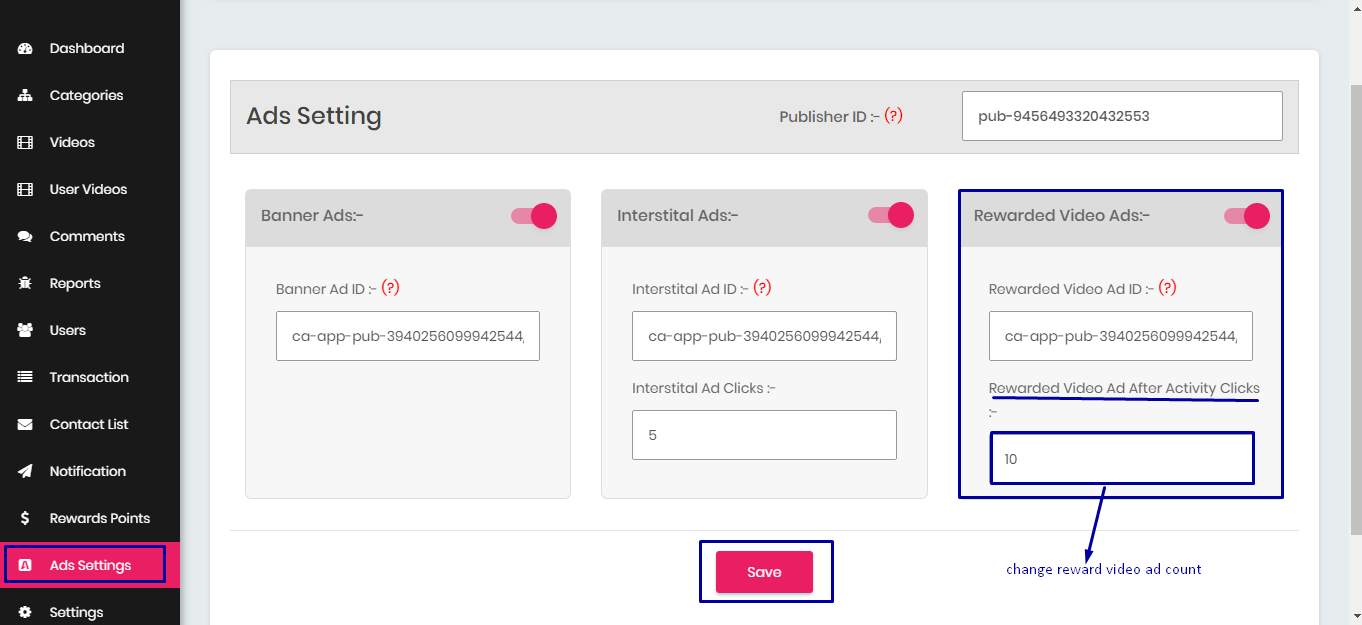 Dashboard
Categories
Videos
User Videos
Comments
Reports
Users
Transaction
Contact List
Notification
Rewards Points
Ads Settings
Settings
Ads Setting
Publisher ID :- (?)
pub-9456493320432553
Banner Ads:-
Banner Ad ID :- (?)
ca-app-pub-3940256099942544/
Interstital Ads:-
Interstital Ad ID :- (?)
ca-app-pub-3940256099942544/
Interstital Ad Clicks :-
5
Rewarded Video Ads:-
Rewarded Video Ad ID :- (?)
ca-app-pub-3940256099942544/
Rewarded Video Ad After Activity Clicks
:-
10
Save
change reward video ad count